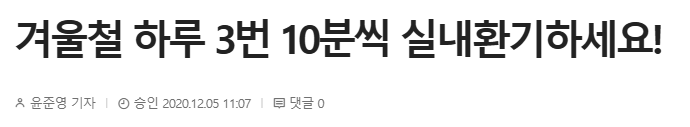 겨울철 하루 3번 10분씩 실내환기하세요!
윤준영 기자 승인 2020.12.05 11:07 댓글 0